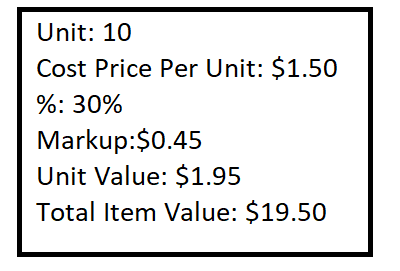 Unit: 10
Cost Price Per Unit: $1.50
%: 30%
Markup:$0.45
Unit Value: $1.95
Total Item Value: $19.50